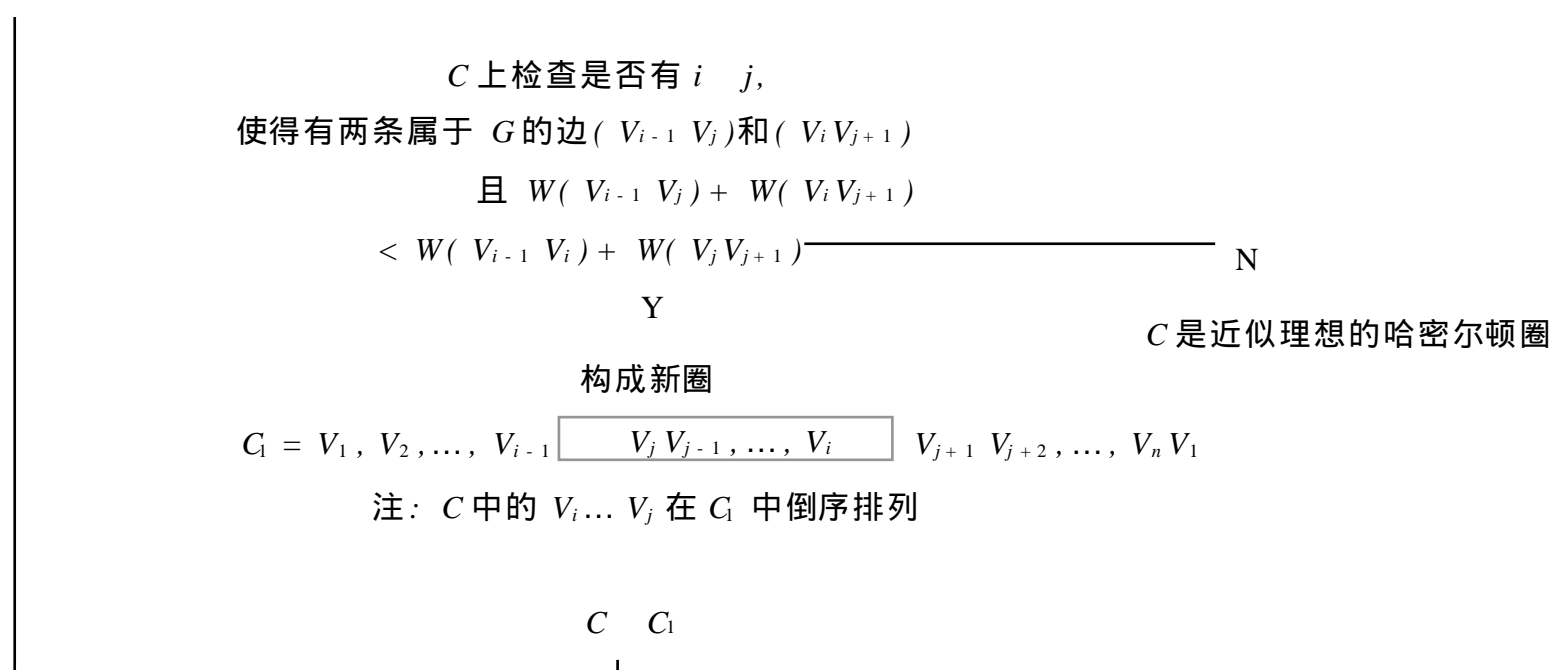 C 上检查是否有 i j,
使得有两条属于 G 的边( V_{i-1} V_j )和( V_i V_{j+1} )
且 W( V_{i-1} V_j ) + W( V_i V_{j+1} )
< W( V_{i-1} V_i ) + W( V_j V_{j+1} )
N
Y
C 是近似理想的哈密尔顿圈
构成新圈
C_1 = V_1 , V_2 , … , V_{i-1} V_j V_{j-1} , … , V_i V_{j+1} V_{j+2} , … , V_n V_1
注: C 中的 V_i … V_j 在 C_1 中倒序排列
C C_1